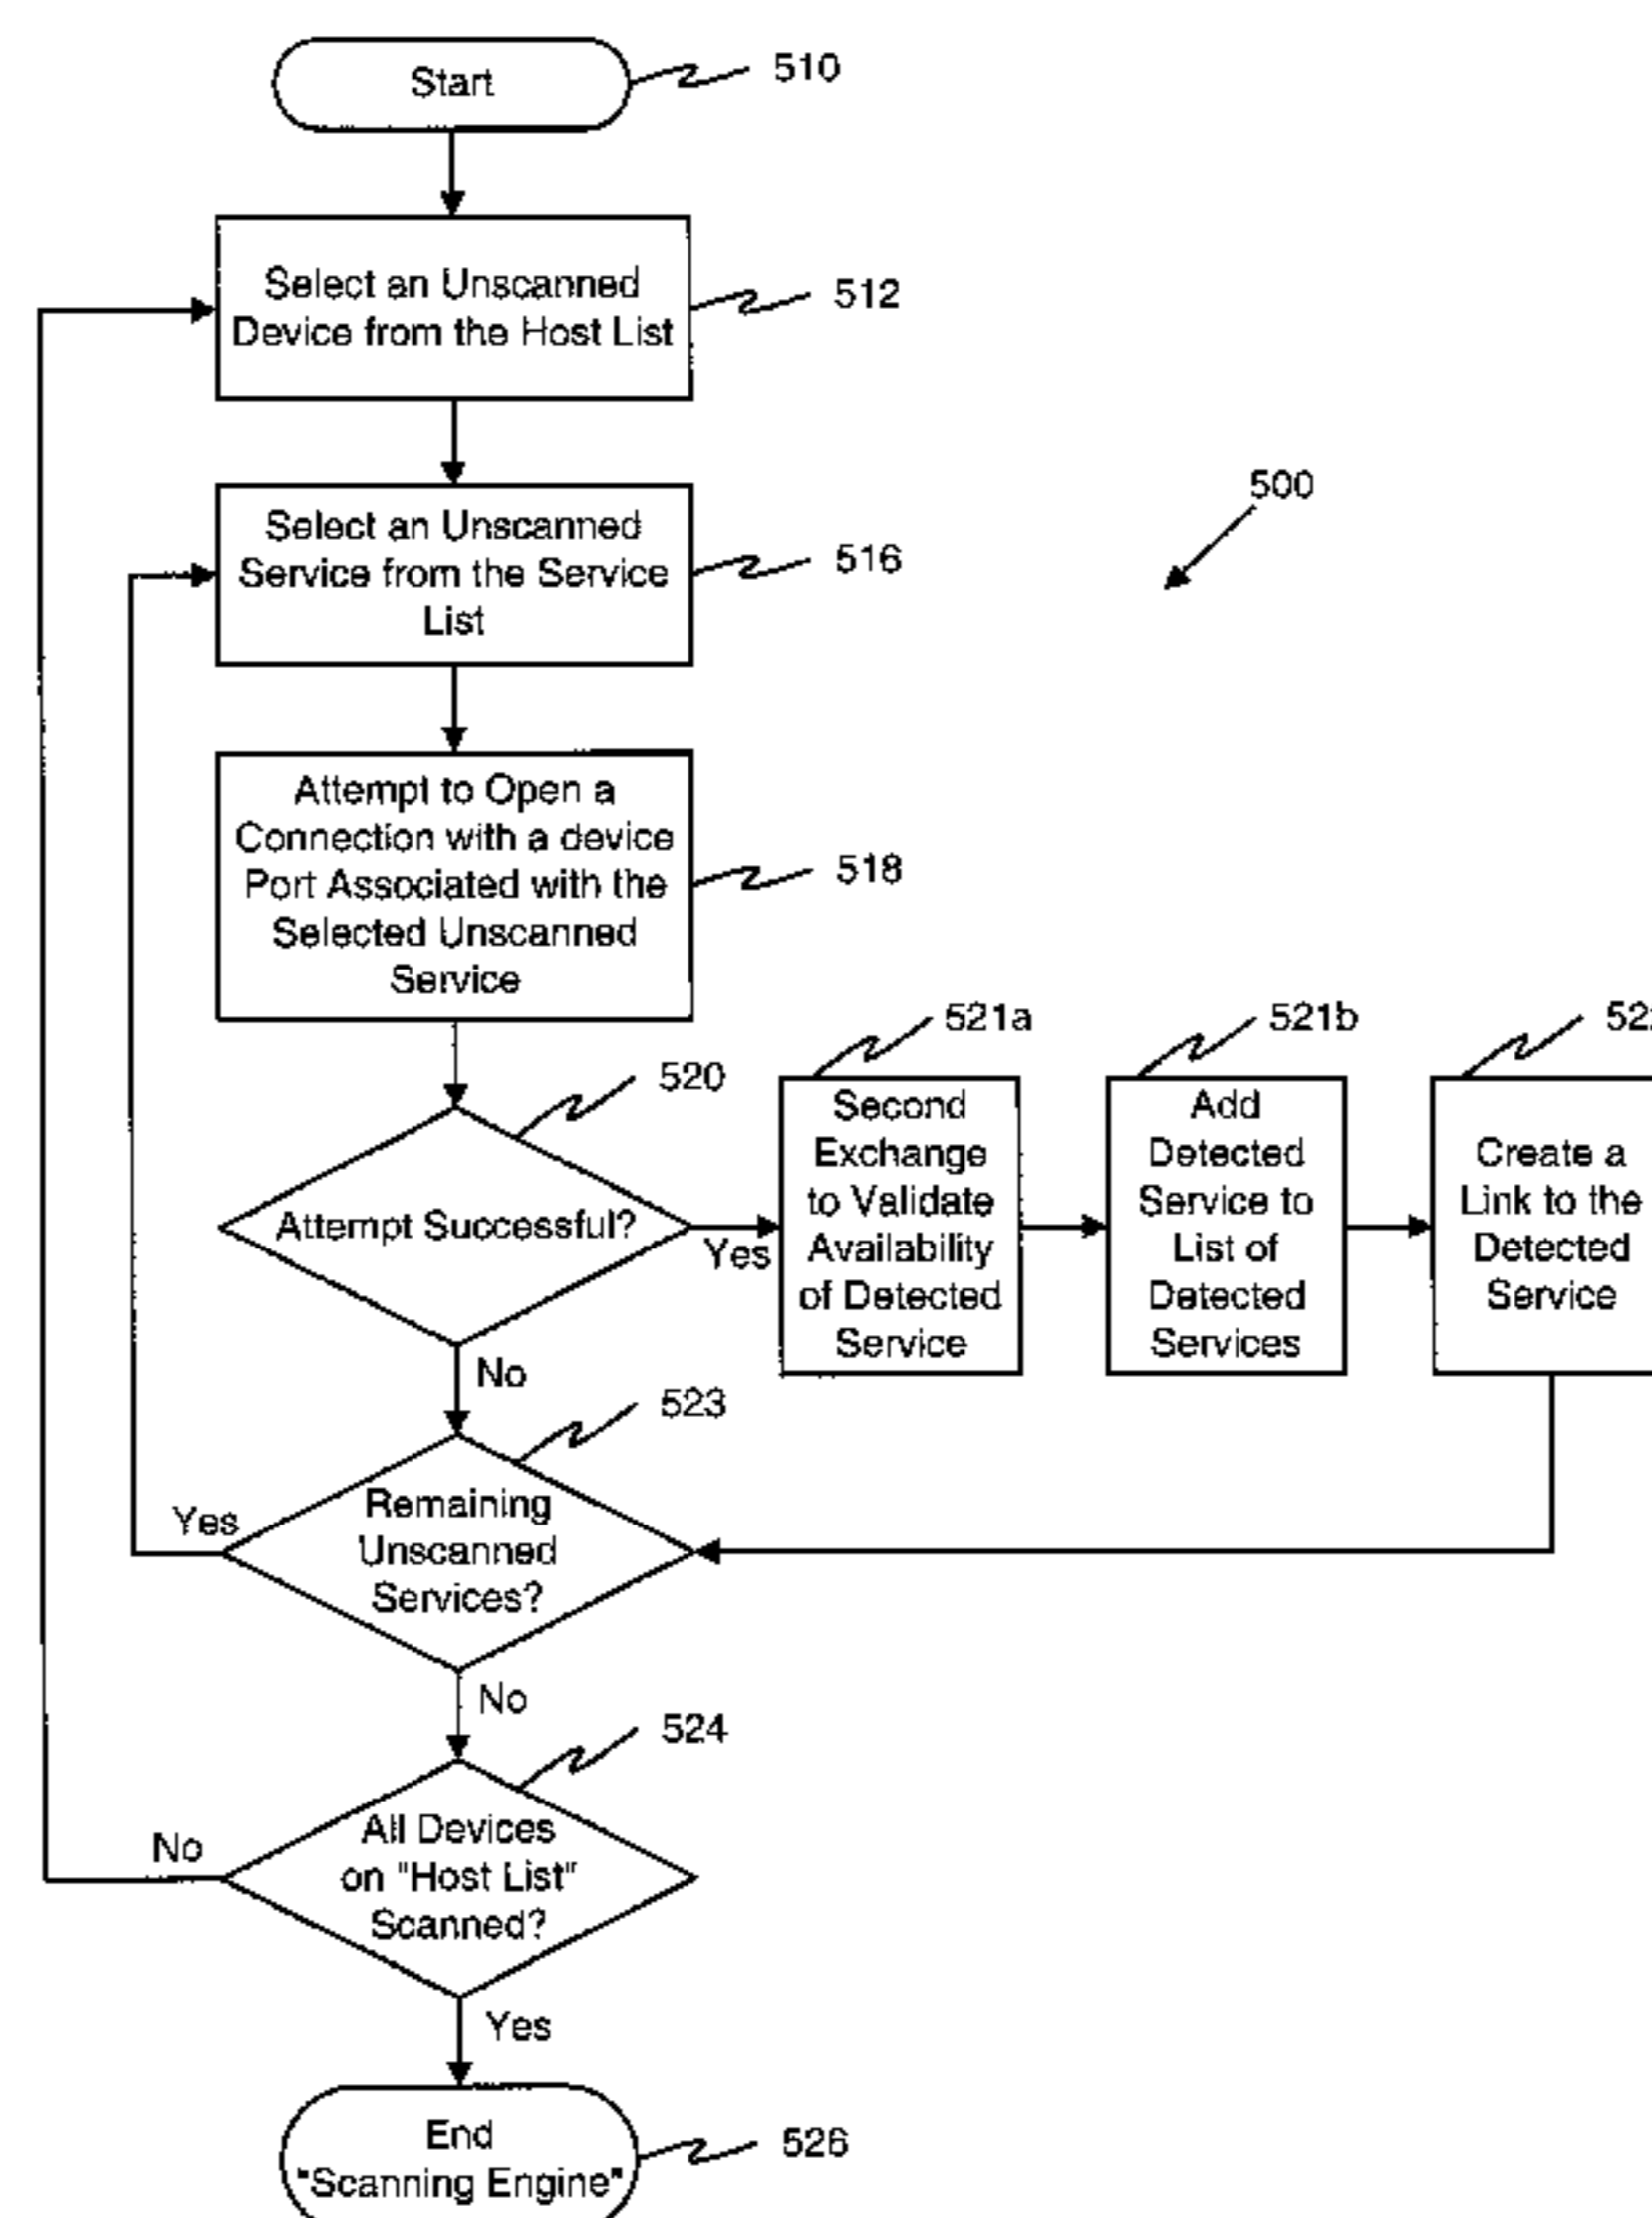 Start
510
Select an Unscanned
Device from the Host List
512
500
Select an Unscanned
Service from the Service
List
516
Attempt to Open a
Connection with a device
Port Associated with the
Selected Unscanned
Service
518
520
Attempt Successful?
Yes
No
521a
Second
Exchange
to Validate
Availability
of Detected
Service
521b
Add
Detected
Service to
List of
Detected
Services
Create a
Link to the
Detected
Service
523
Remaining
Unscanned
Services?
Yes
No
524
All Devices
on "Host List"
Scanned?
No
Yes
End
"Scanning Engine"
526